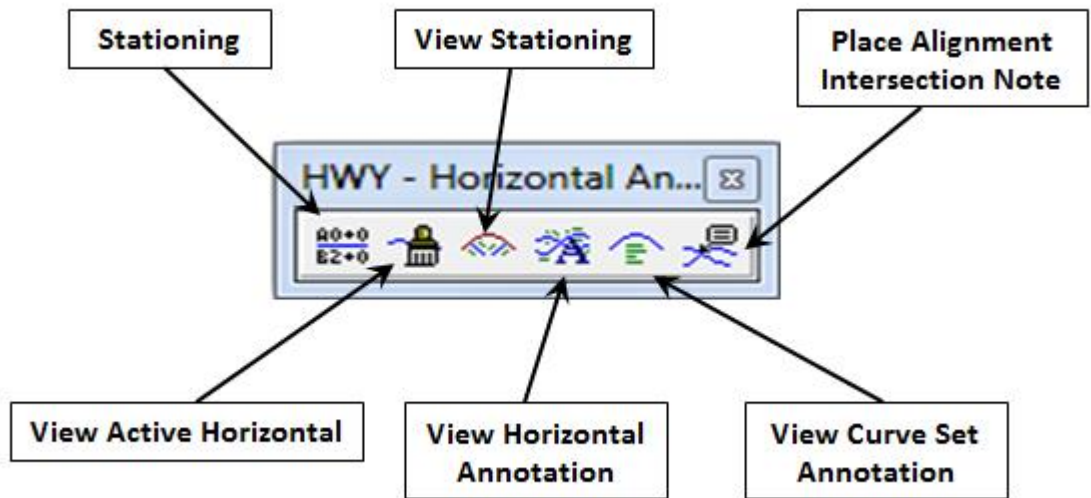 Stationing
View Stationing
Place Alignment
Intersection Note
HWY - Horizontal An...
A0+0
B2+0
A
View Active Horizontal
View Horizontal
Annotation
View Curve Set
Annotation